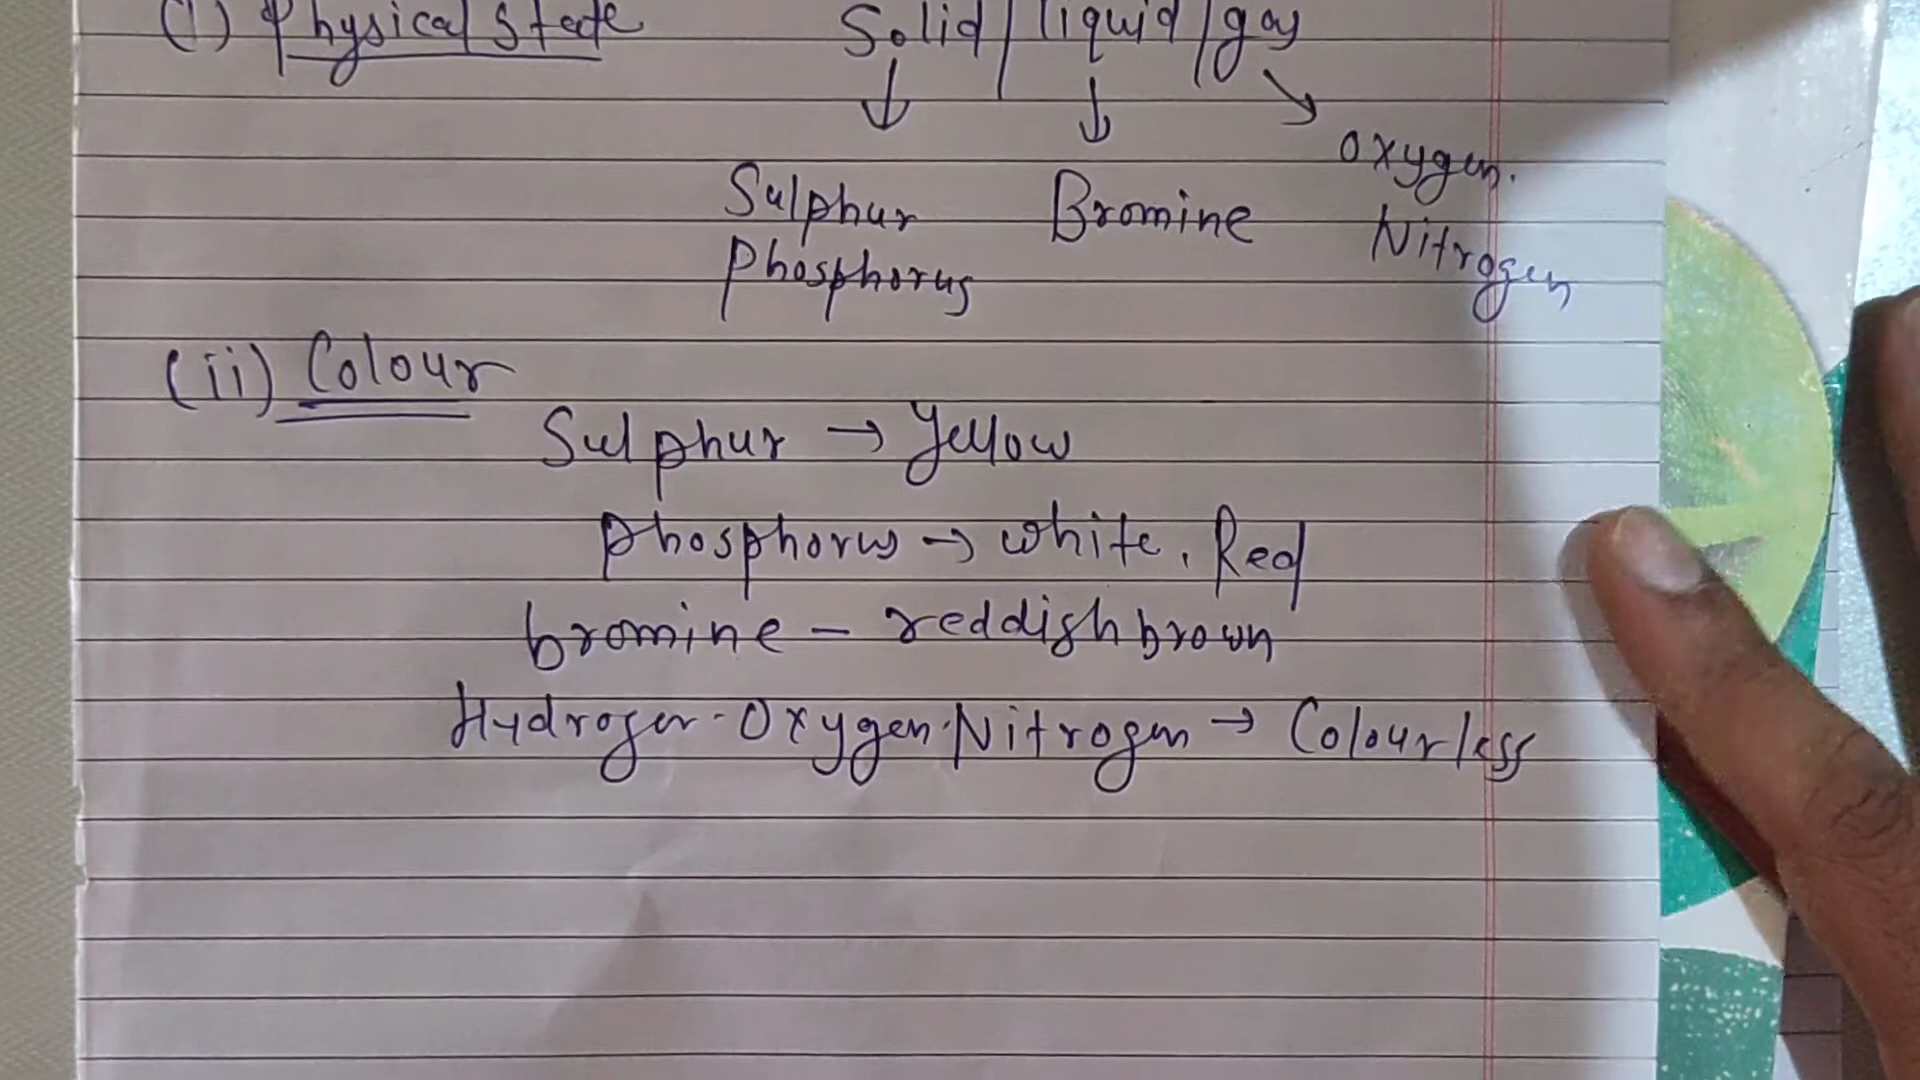 (i) Physical State Solid/liquid/gas
Sulphur Bromine Oxygen.
Phosphorus Nitrogen
(ii) Colour
Sulphur → Yellow
Phosphorus → white, Red
bromine – reddish brown
Hydrogen - Oxygen Nitrogen → Colourless